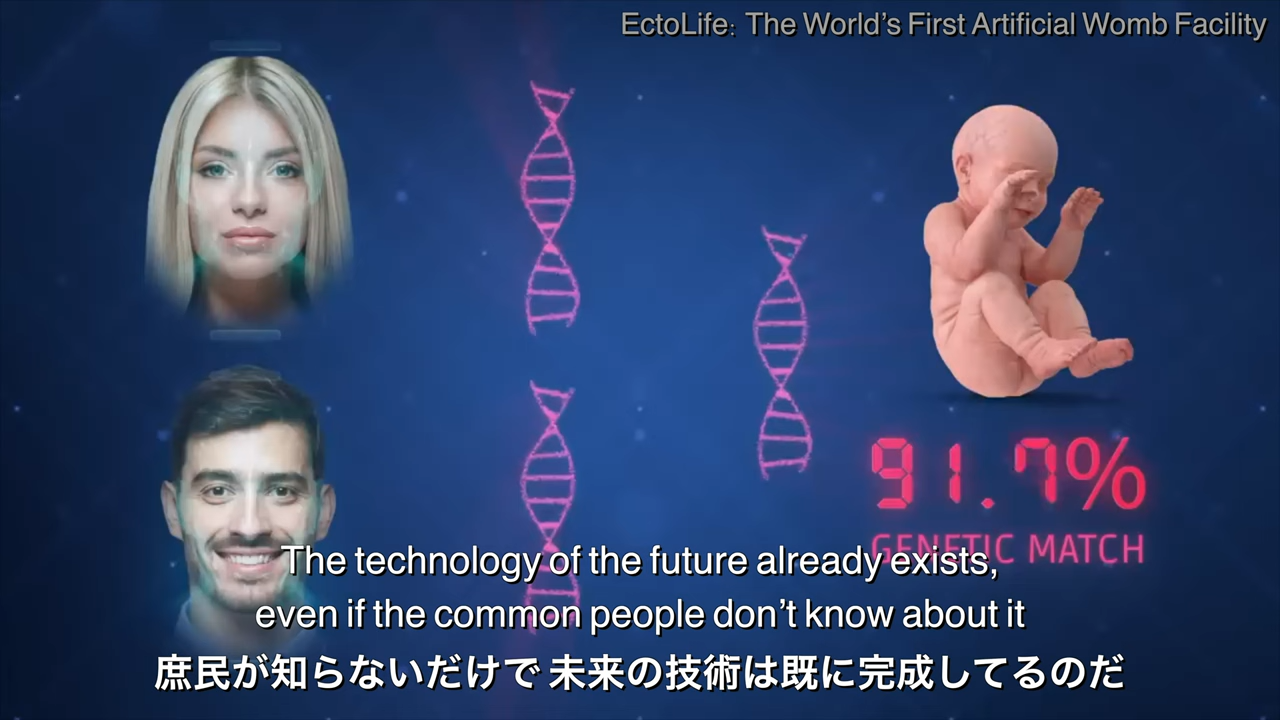 EctoLife: The World's First Artificial Womb Facility
91.7%
GENETIC MATCH
The technology of the future already exists,
even if the common people don't know about it
庶民が知らないだけで 未来の技術は既に完成してるのだ